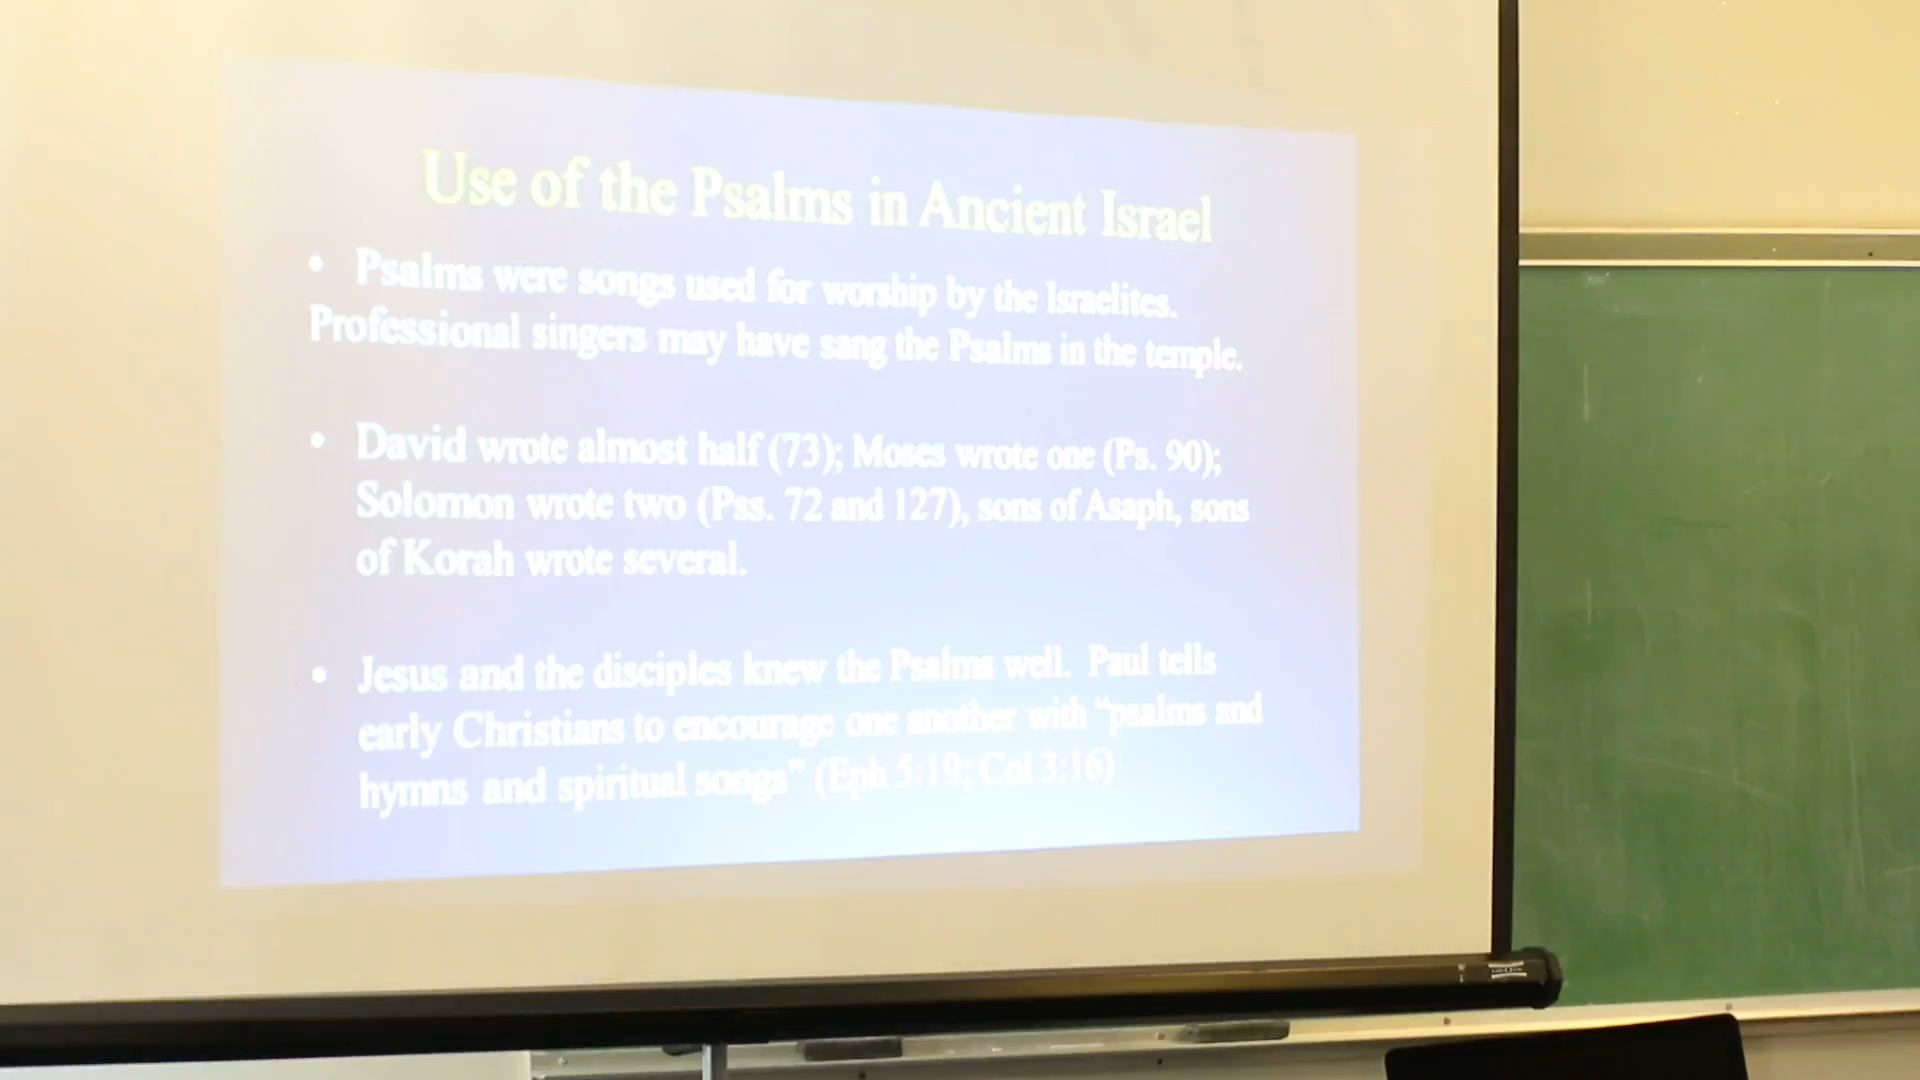 Use of the Psalms in Ancient Israel
• Psalms were songs used for worship by the Israelites.
Professional singers may have sang the Psalms in the temple.
• David wrote almost half (73); Moses wrote one (Ps. 90);
Solomon wrote two (Pss. 72 and 127), sons of Asaph, sons
of Korah wrote several.
• Jesus and the disciples knew the Psalms well. Paul tells
early Christians to encourage one another with “psalms and
hymns and spiritual songs” (Eph 5:19; Col 3:16)